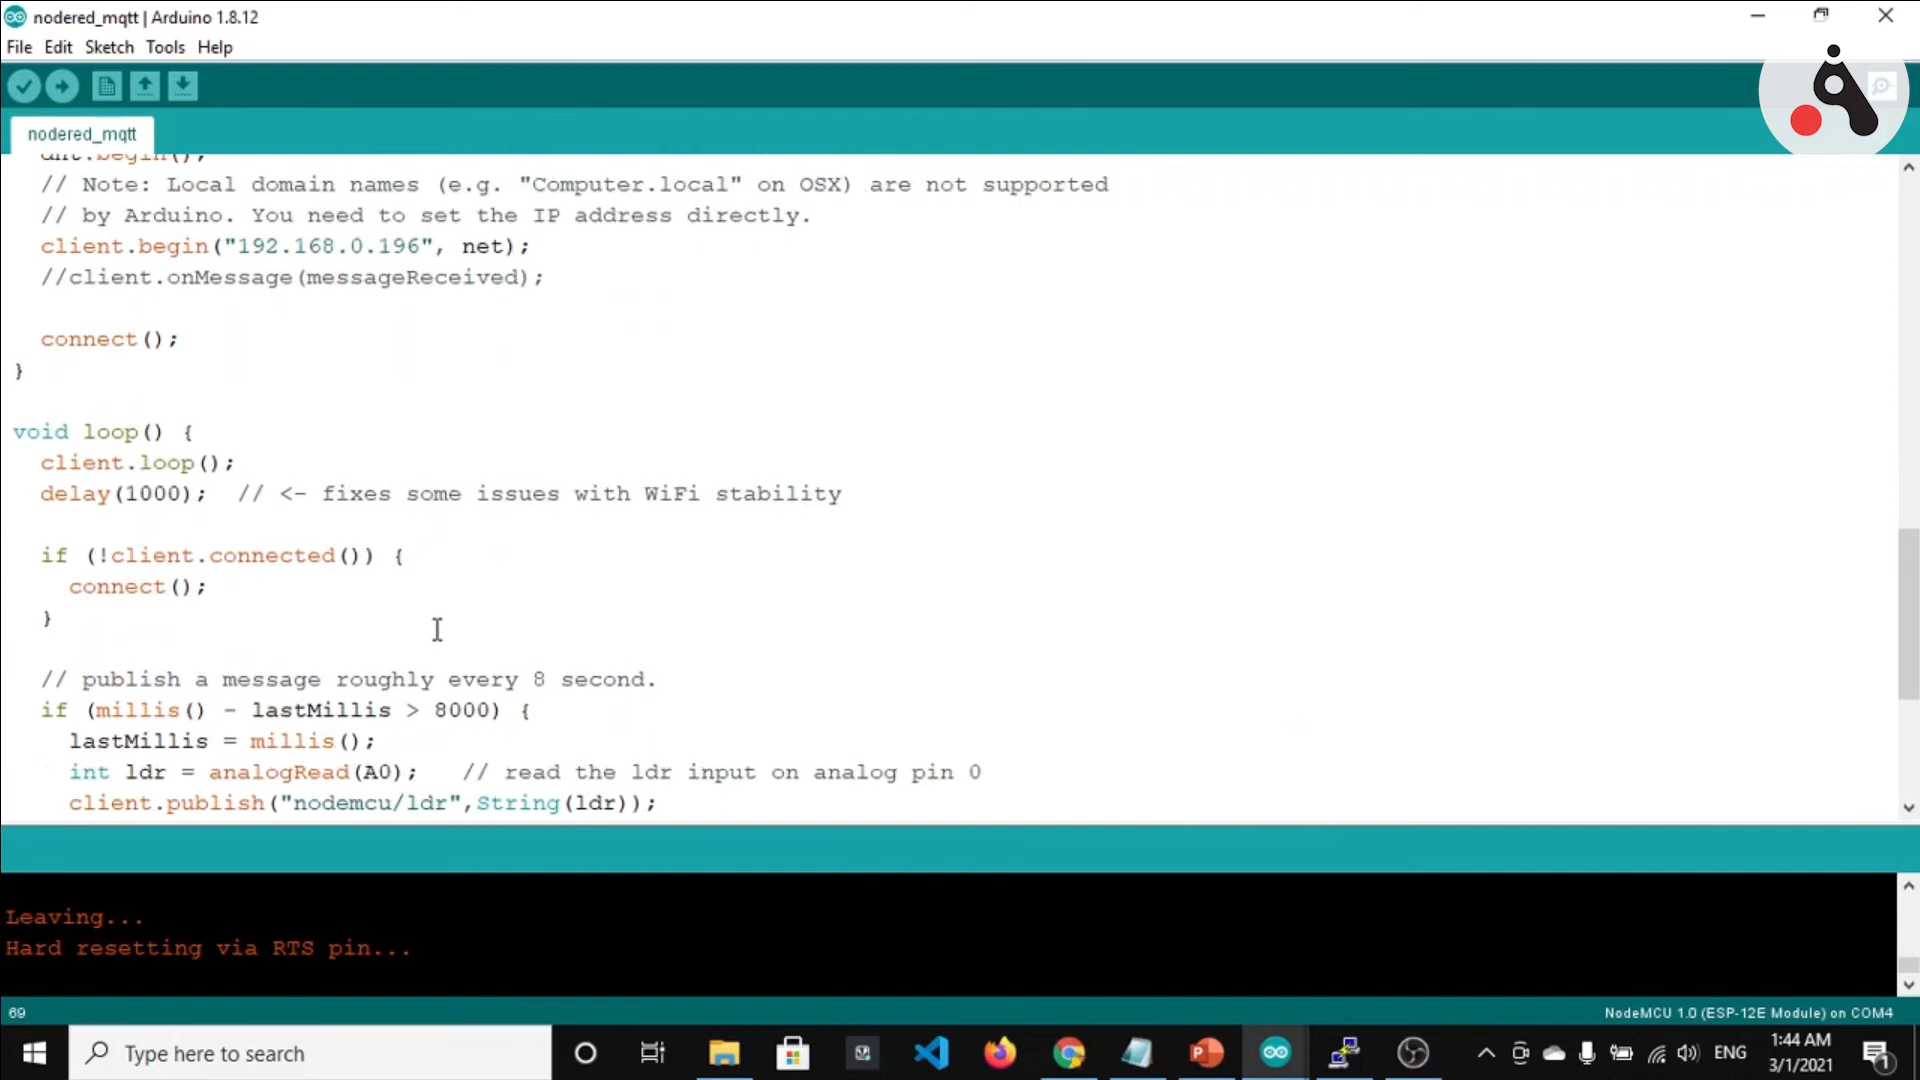 nodered_mqtt | Arduino 1.8.12
File Edit Sketch Tools Help
nodered_mqtt
dht.begin();
// Note: Local domain names (e.g. "Computer.local" on OSX) are not supported
// by Arduino. You need to set the IP address directly.
client.begin("192.168.0.196", net);
//client.onMessage(messageReceived);
connect();
}
void loop() {
client.loop();
delay(1000);  // <- fixes some issues with WiFi stability
if (!client.connected()) {
connect();
}
// publish a message roughly every 8 second.
if (millis() - lastMillis > 8000) {
lastMillis = millis();
int ldr = analogRead(A0);   // read the ldr input on analog pin 0
client.publish("nodemcu/ldr",String(ldr));
Leaving...
Hard resetting via RTS pin...
69
NodeMCU 1.0 (ESP-12E Module) on COM4
Type here to search
ENG
1:44 AM
3/1/2021
1